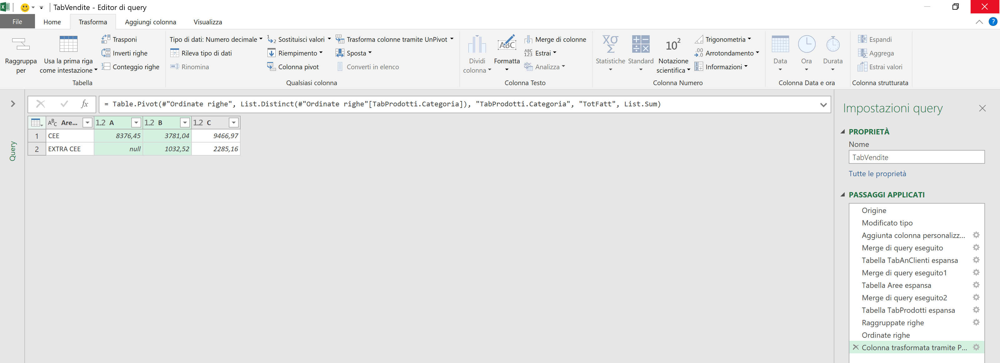 TabVendite - Editor di query
File Home Trasforma Aggiungi colonna Visualizza
Raggruppa per
Usa la prima riga come intestazione
Trasponi
Inverti righe
Conteggio righe
Tabella
Tipo di dati: Numero decimale
Rileva tipo di dati
Rinomina
Sostituisci valori
Riempimento
Colonna pivot
Trasforma colonne tramite UnPivot
Sposta
Converti in elenco
Qualsiasi colonna
Dividi colonna
Formatta
Merge di colonne
Estrai
Analizza
Colonna Testo
Statistiche
Standard
Notazione scientifica
Trigonometria
Arrotondamento
Informazioni
Colonna Numero
Data
Ora
Durata
Colonna Data e ora
Espandi
Aggrega
Estrai valori
Colonna strutturata
Query
fx = Table.Pivot(#"Ordinate righe", List.Distinct(#"Ordinate righe"[TabProdotti.Categoria]), "TabProdotti.Categoria", "TotFatt", List.Sum)
ABC Are... 1.2 A 1.2 B 1.2 C
1 CEE 8376,45 3781,04 9466,97
2 EXTRA CEE null 1032,52 2285,16
Impostazioni query
PROPRIETÀ
Nome
TabVendite
Tutte le proprietà
PASSAGGI APPLICATI
Origine
Modificato tipo
Aggiunta colonna personalizz...
Merge di query eseguito
Tabella TabAnClienti espansa
Merge di query eseguito1
Tabella Aree espansa
Merge di query eseguito2
Tabella TabProdotti espansa
Raggruppate righe
Ordinate righe
Colonna trasformata tramite P...